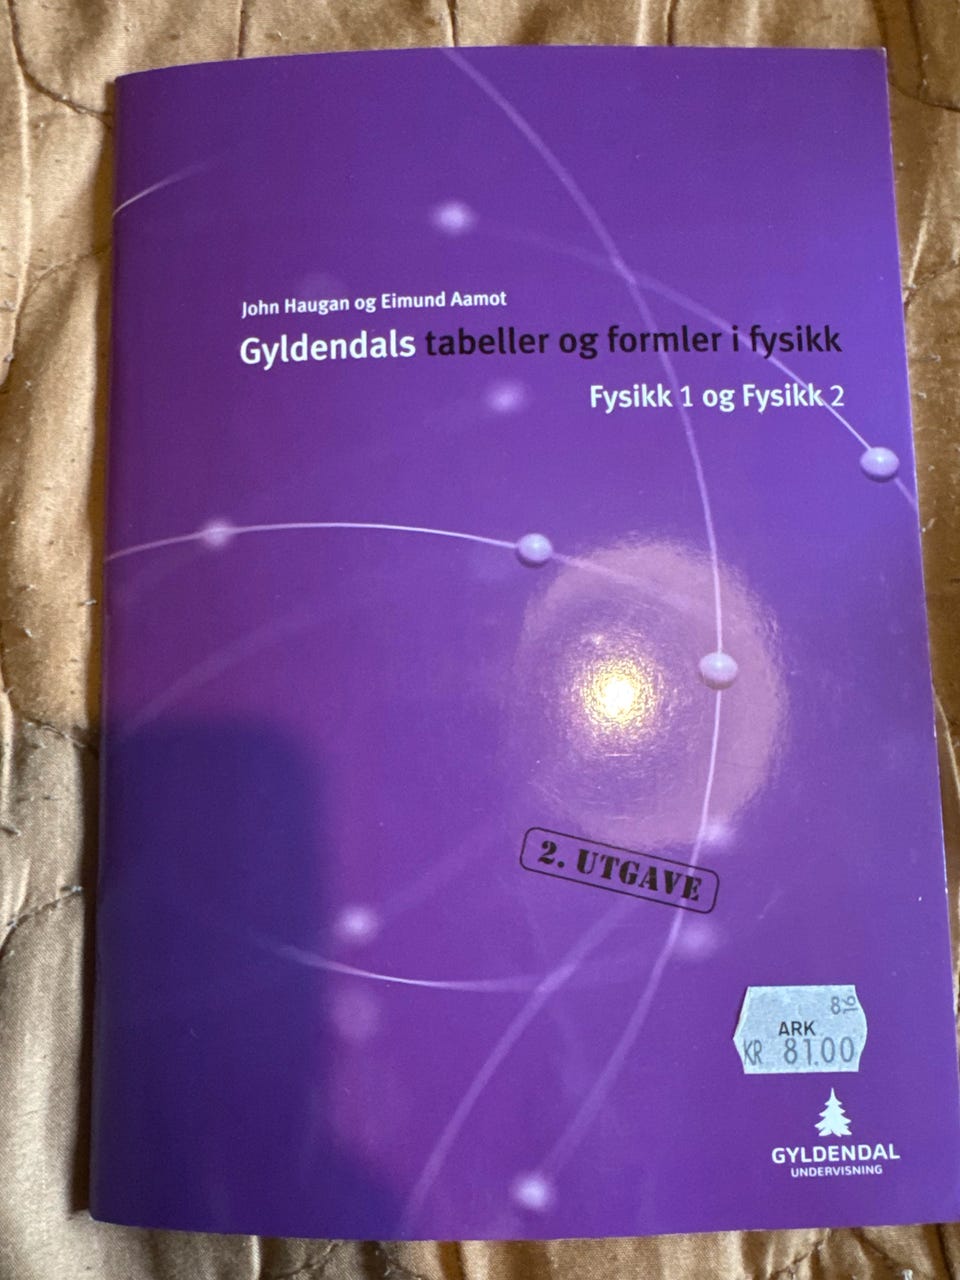 John Haugan og Eimund Aamot
Gyldendals tabeller og formler i fysikk
Fysikk 1 og Fysikk 2
2. UTGAVE
ARK
KR 81.00
GYLDENDAL
UNDERVISNING